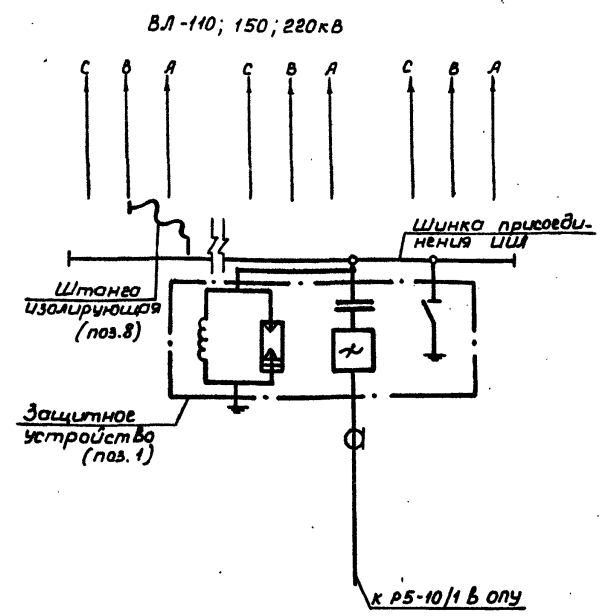 ВЛ-110; 150; 220кВ
С В А С В А С В А
Шинка присоеди-
нения ИШ
Штанга
изолирующая
(поз.8)
Защитное
устройство
(поз.1)
к Р5-10/1 в ОПУ